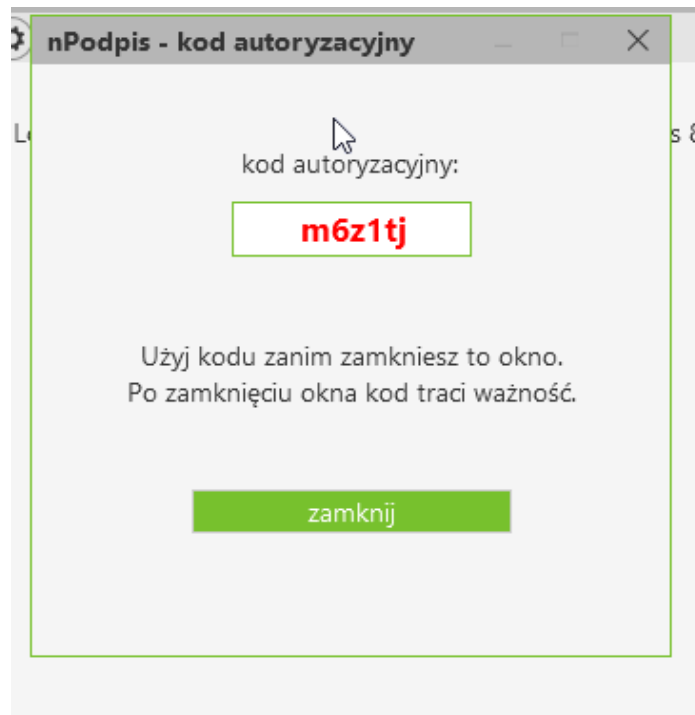 nPodpis - kod autoryzacyjny
kod autoryzacyjny:
m6z1tj
Użyj kodu zanim zamkniesz to okno.
Po zamknięciu okna kod traci ważność.
zamknij